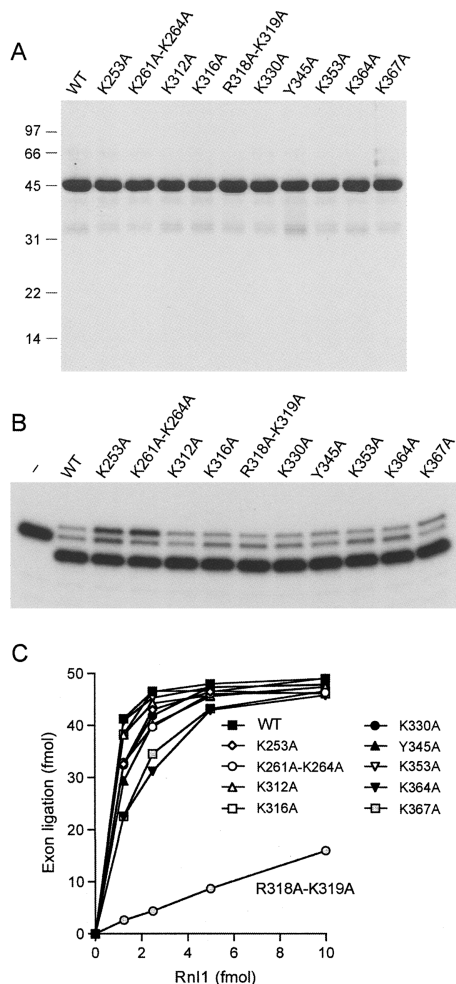 A
WT
K253A
K261A-K264A
K312A
K316A
R318A-K319A
K330A
Y345A
K353A
K364A
K367A
97
66
45
31
22
14
B
–
WT
K253A
K261A-K264A
K312A
K316A
R318A-K319A
K330A
Y345A
K353A
K364A
K367A
C
Exon ligation (fmol)
50
40
30
20
10
0
WT
K253A
K261A-K264A
K312A
K316A
K330A
Y345A
K353A
K364A
K367A
R318A-K319A
0 2 4 6 8 10
Rnl1 (fmol)